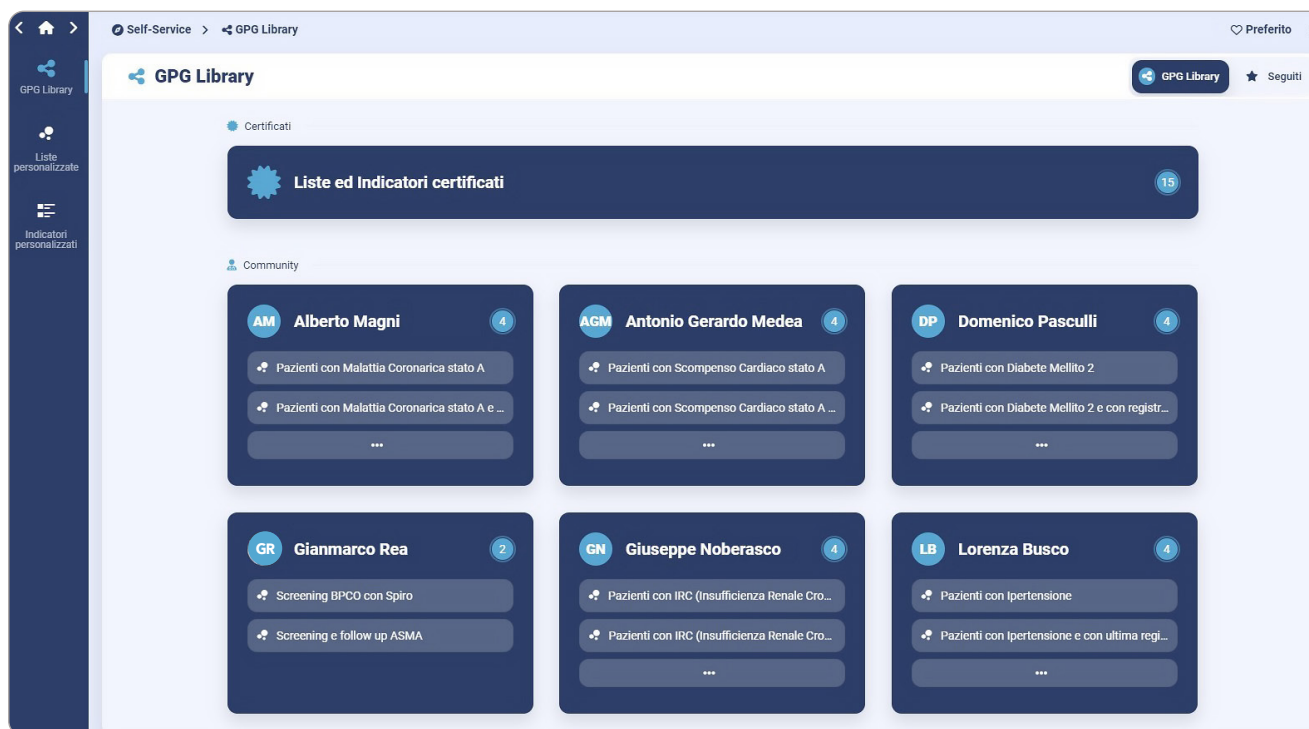 Self-Service > GPG Library
Preferito
GPG Library
Liste
personalizzate
Indicatori
personalizzati
GPG Library
GPG Library
Seguiti
Certificati
Liste ed Indicatori certificati
15
Community
AM Alberto Magni 4
Pazienti con Malattia Coronarica stato A
Pazienti con Malattia Coronarica stato A e ...
...
AGM Antonio Gerardo Medea 4
Pazienti con Scompenso Cardiaco stato A
Pazienti con Scompenso Cardiaco stato A ...
...
DP Domenico Pasculli 4
Pazienti con Diabete Mellito 2
Pazienti con Diabete Mellito 2 e con registr...
...
GR Gianmarco Rea 2
Screening BPCO con Spiro
Screening e follow up ASMA
GN Giuseppe Noberasco 4
Pazienti con IRC (Insufficienza Renale Cro...
Pazienti con IRC (Insufficienza Renale Cro...
...
LB Lorenza Busco 4
Pazienti con Ipertensione
Pazienti con Ipertensione e con ultima regi...
...